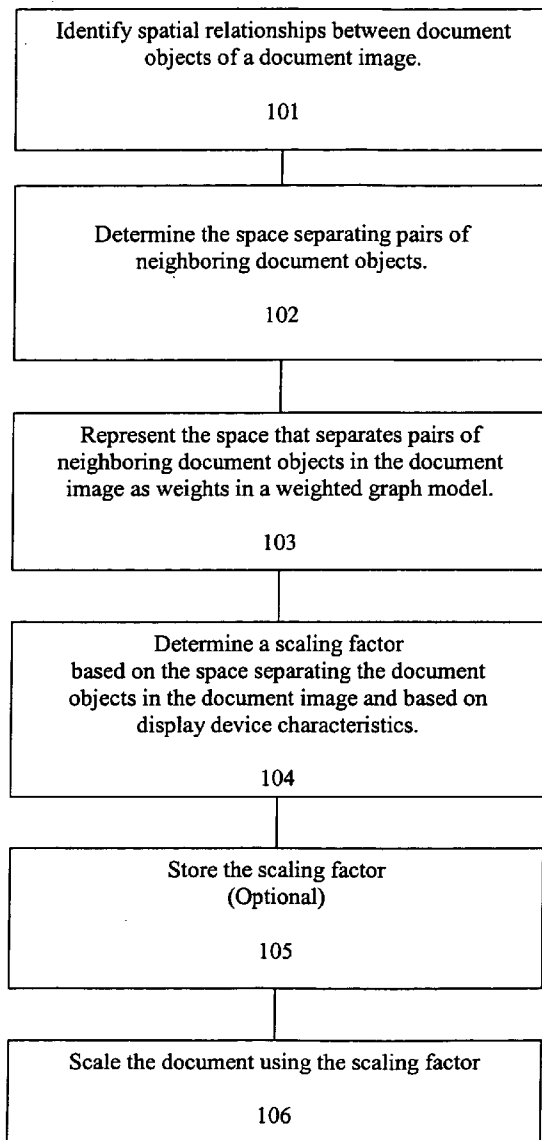 Identify spatial relationships between document
objects of a document image.
101
Determine the space separating pairs of
neighboring document objects.
102
Represent the space that separates pairs of
neighboring document objects in the document
image as weights in a weighted graph model.
103
Determine a scaling factor
based on the space separating the document
objects in the document image and based on
display device characteristics.
104
Store the scaling factor
(Optional)
105
Scale the document using the scaling factor
106